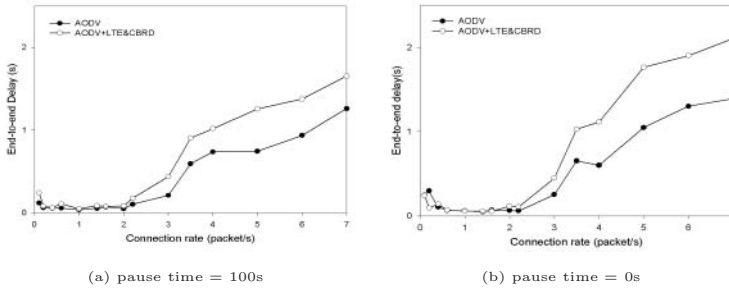 AODV
AODV+LTE&CBRD
End-to-end Delay (s)
2
1
0
0 1 2 3 4 5 6 7
Connection rate (packet/s)
(a) pause time = 100s
AODV
AODV+LTE&CBRD
End-to-end delay(s)
2
1
0
0 1 2 3 4 5 6
Connection rate (packet/s)
(b) pause time = 0s